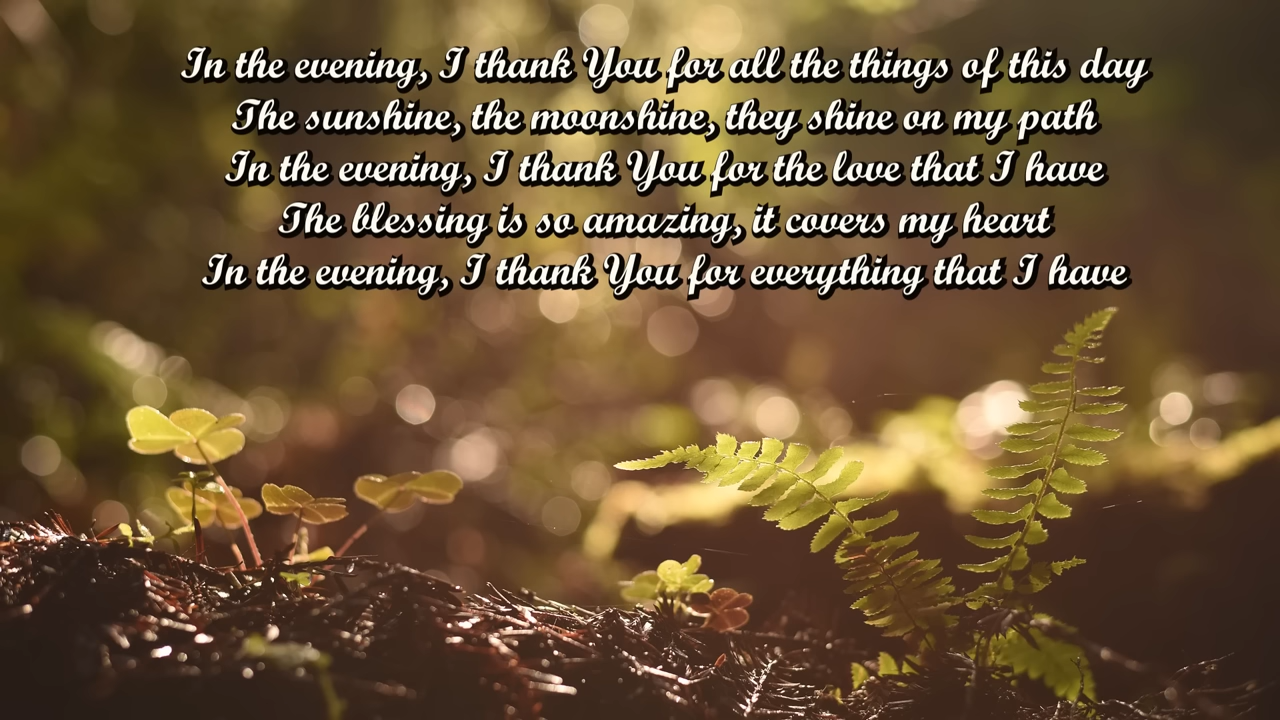 In the evening, I thank You for all the things of this day
The sunshine, the moonshine, they shine on my path
In the evening, I thank You for the love that I have
The blessing is so amazing, it covers my heart
In the evening, I thank You for everything that I have